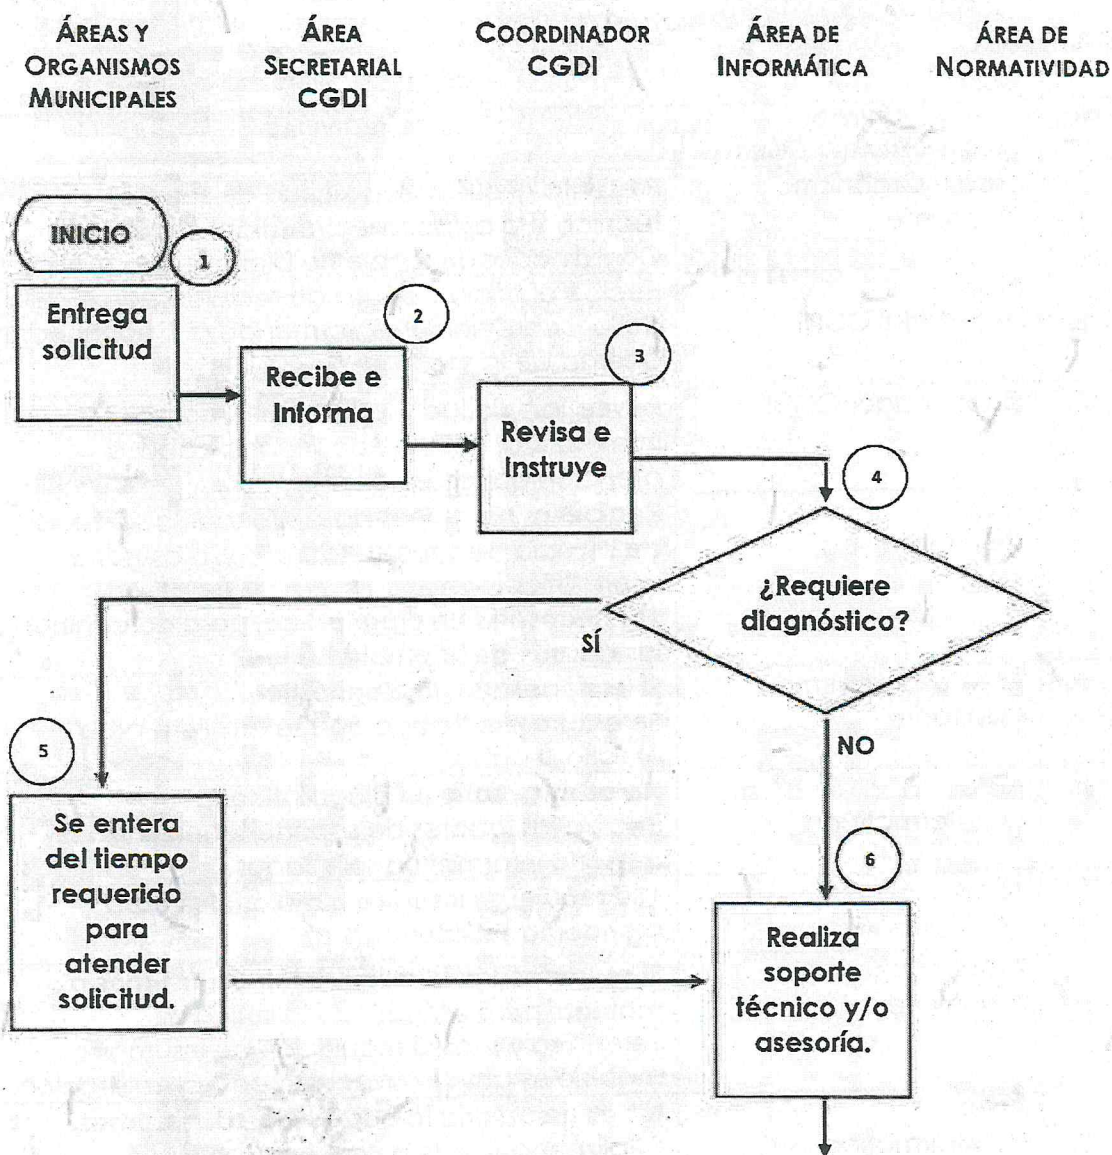 ÁREAS Y
ORGANISMOS
MUNICIPALES
ÁREA
SECRETARIAL
CGDI
COORDINADOR
CGDI
ÁREA DE
INFORMÁTICA
ÁREA DE
NORMATIVIDAD
INICIO
1
Entrega
solicitud
2
Recibe e
Informa
3
Revisa e
Instruye
4
¿Requiere
diagnóstico?
SÍ
NO
5
Se entera
del tiempo
requerido
para
atender
solicitud.
6
Realiza
soporte
técnico y/o
asesoría.